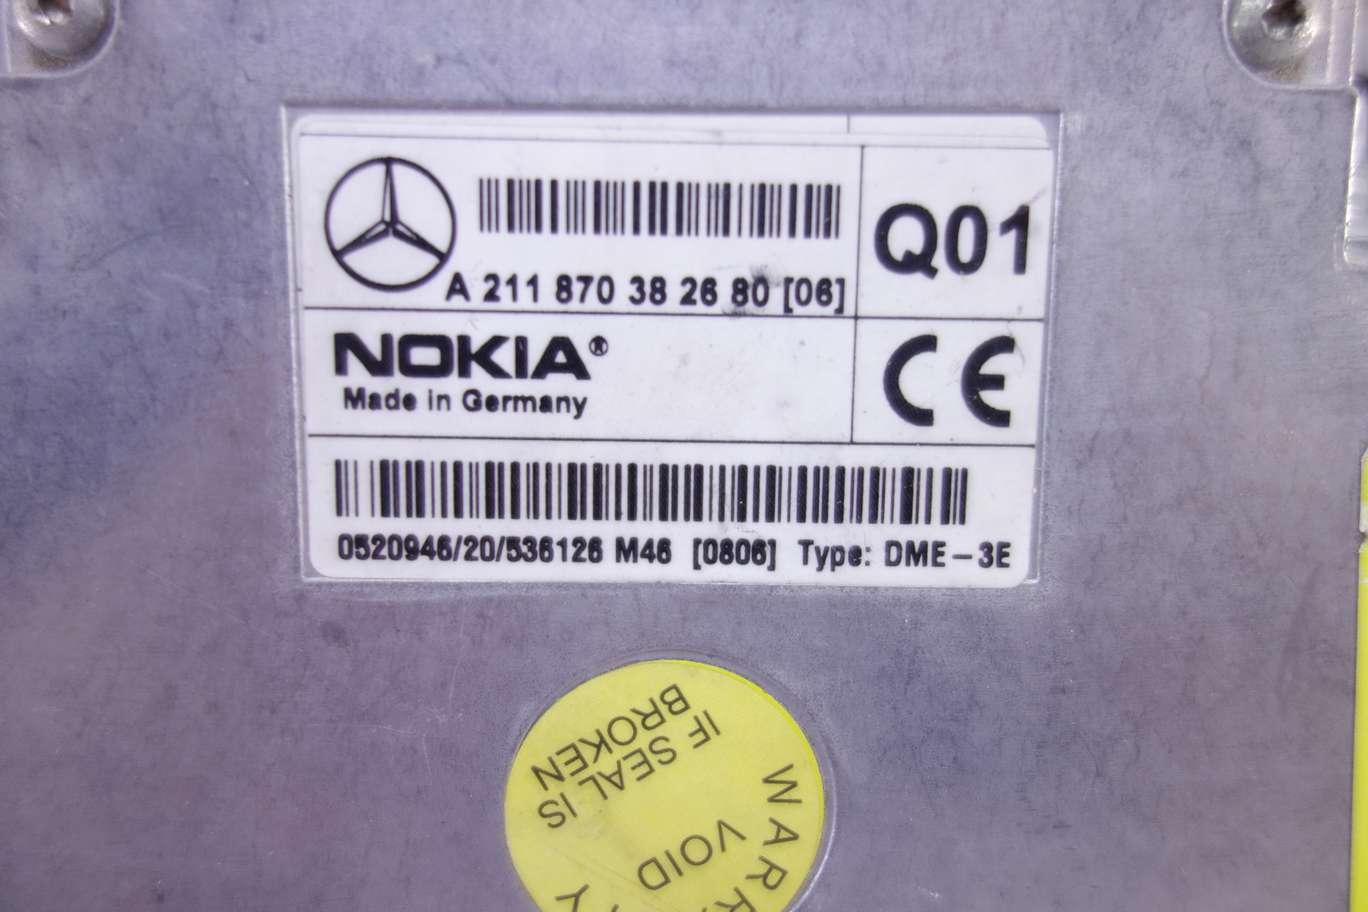 A 211 870 38 26 80 [06]
Q01
NOKIA®
Made in Germany
CE
0520946/20/536126 M46 [0806] Type: DME-3E
VOID
IF SEAL IS
BROKEN